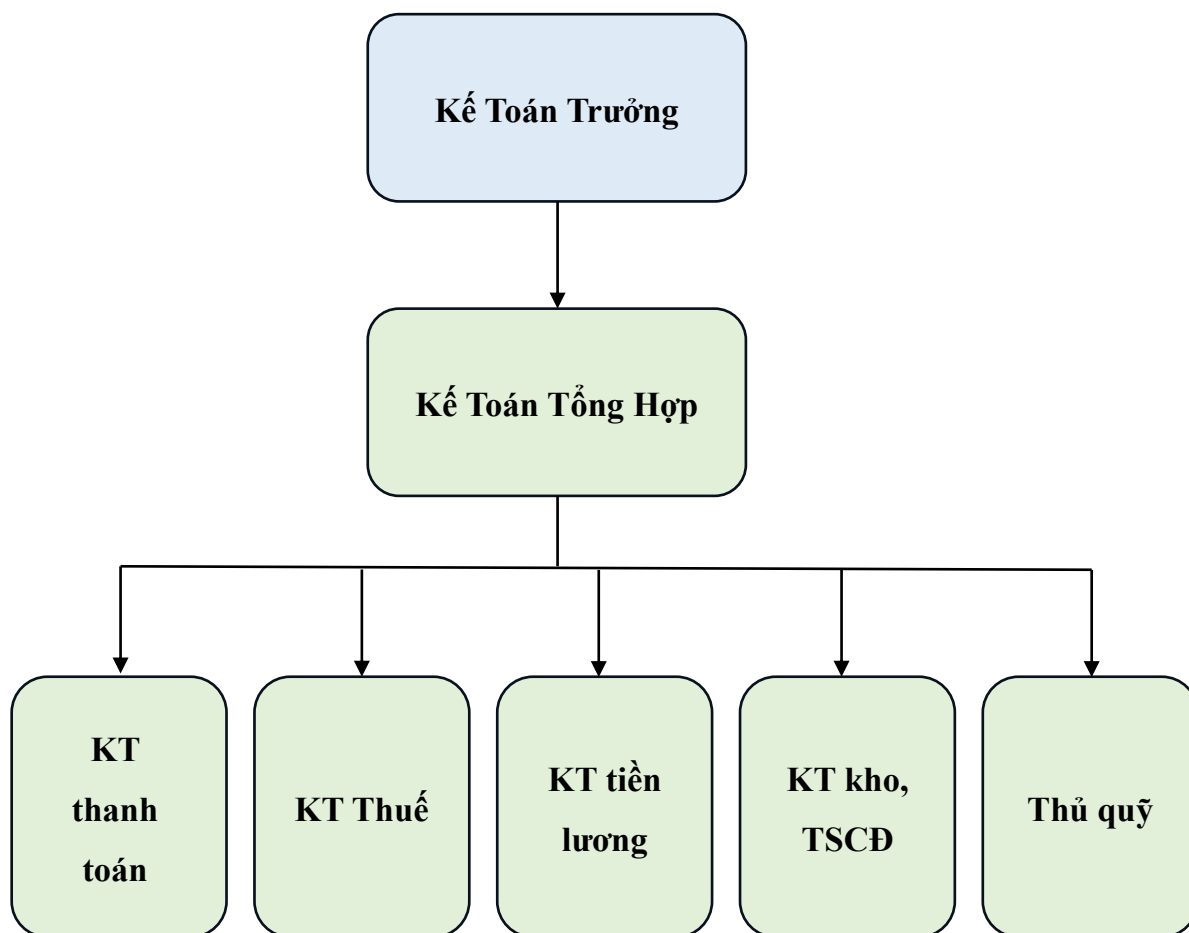 Kế Toán Trưởng
Kế Toán Tổng Hợp
KT
thanh
toán
KT Thuế
KT tiền
lương
KT kho,
TSCĐ
Thủ quỹ